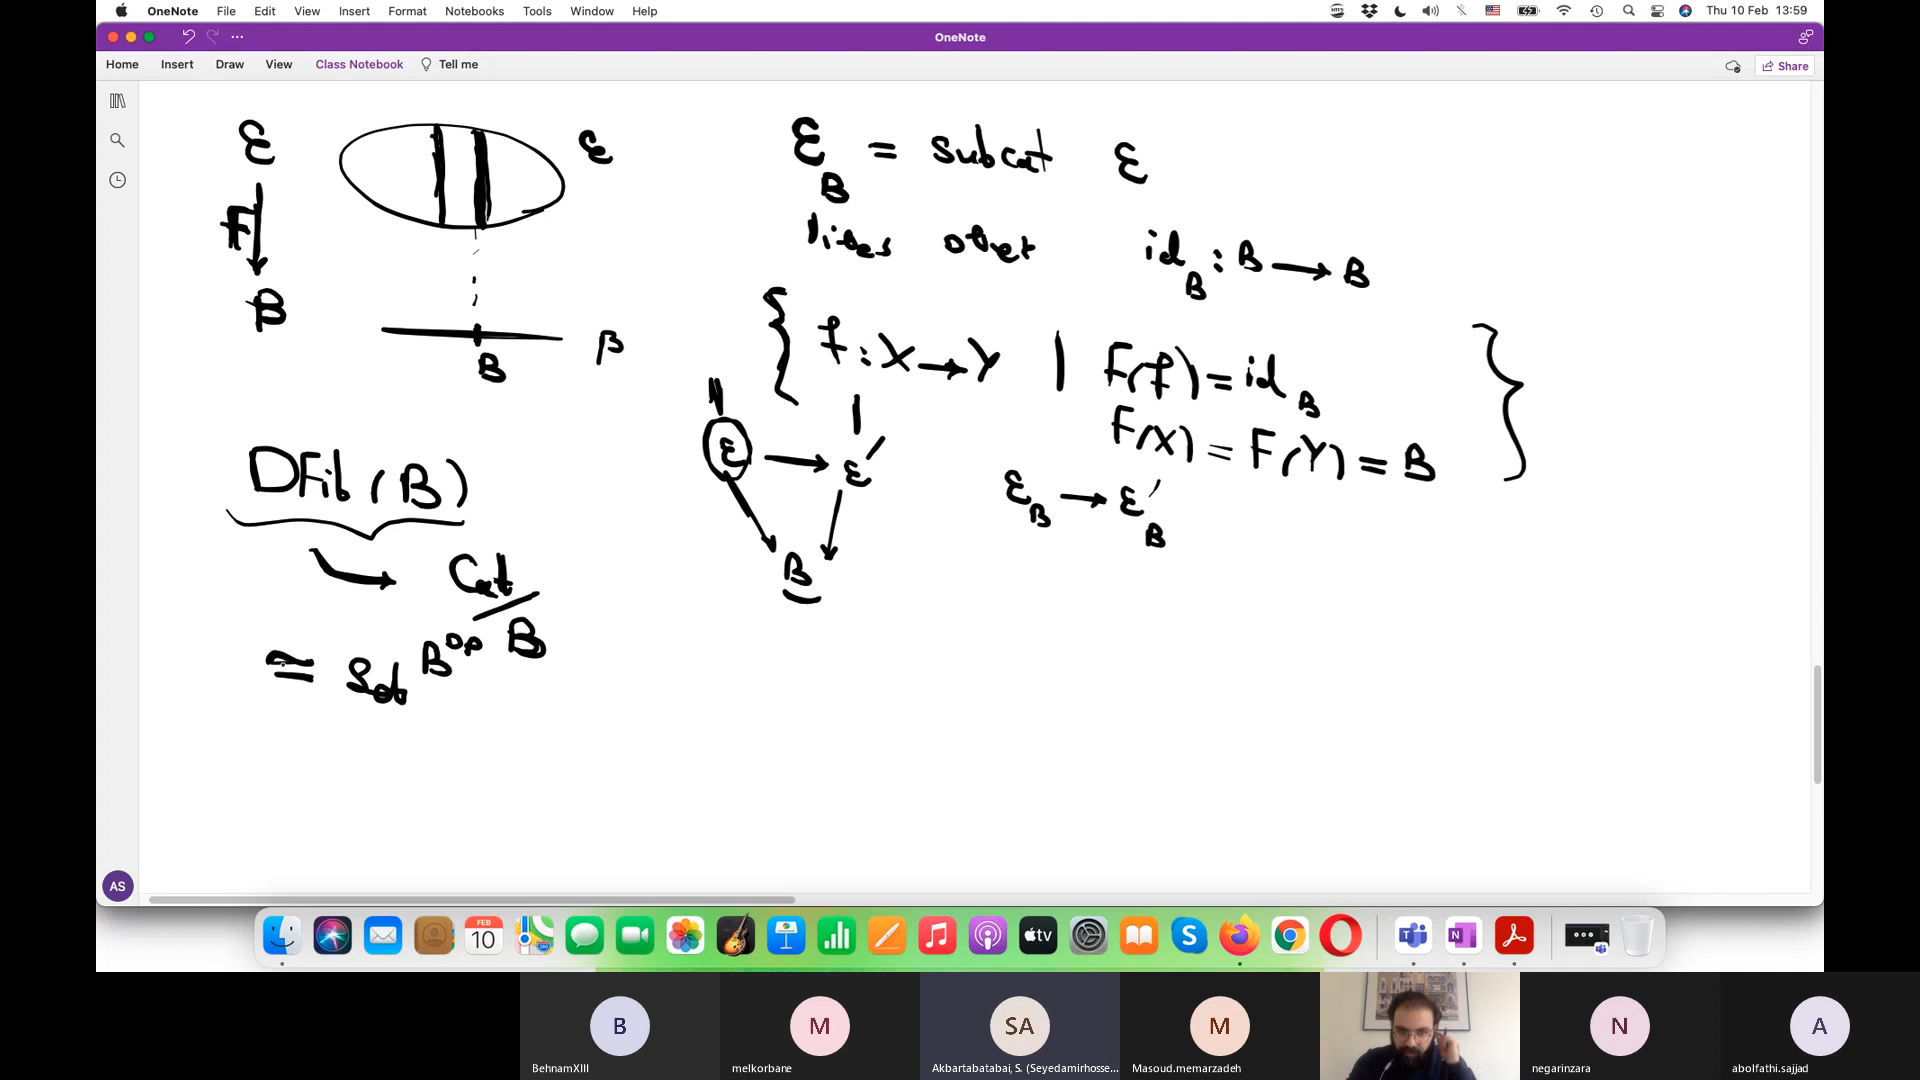 OneNote File Edit View Insert Format Notebooks Tools Window Help
Thu 10 Feb 13:59
OneNote
Home Insert Draw View Class Notebook Tell me
Share
ℰ
F
B
ℰ
B
B
DFib(B)
Cat/B
≃ Set^{B^{op}}
ℰ_B = subcat ℰ
id_B : B → B
{ f : X → Y | F(f) = id_B
F(X) = F(Y) = B }
ℰ → ℰ'
B
ℰ_B → ℰ'_B
AS
FEB
10
tv
S
N
B
M
SA
M
N
A
BehnamXIII
melkorbane
Akbartabatabai, S. (Seyedamirhosse...
Masoud.memarzadeh
negarinzara
abolfathi.sajjad